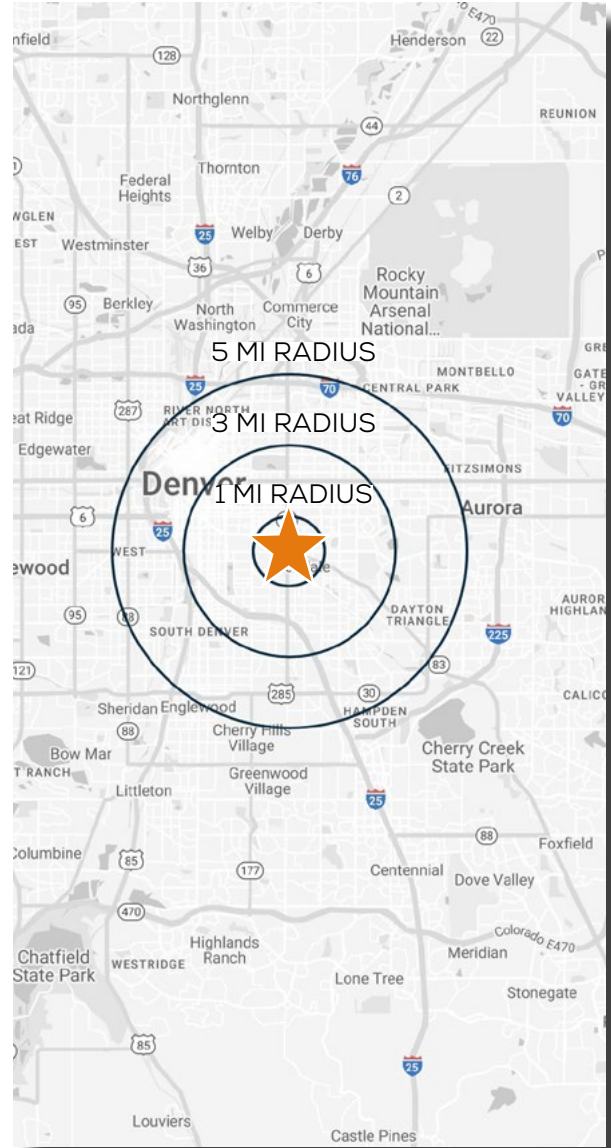 E470
22
Henderson
nfield
128
Northglenn
REUNION
44
Thornton
76
Federal
Heights
2
WGLEN
EST
Westminster
25
Welby
Derby
36
6
Rocky
Mountain
Arsenal
National...
95
Berkley
North
Washington
Commerce
City
ada
5 MI RADIUS
MONTBELLO
25
70
CENTRAL PARK
GATE
- GR
VALLEY
287
RIVER NORTH
ART DIS
3 MI RADIUS
70
eat Ridge
Edgewater
FITZSIMONS
Denver
1 MI RADIUS
Aurora
6
25
WEST
ewood
AUROR
HIGHLAN
95
88
DAYTON
TRIANGLE
SOUTH DENVER
225
121
83
285
30
CALICO
Sheridan
Englewood
HAMPDEN
SOUTH
88
Cherry Hills
Village
Cherry Creek
State Park
Bow Mar
T RANCH
Greenwood
Village
Littleton
25
88
Foxfield
Columbine
85
177
Centennial
Dove Valley
470
Colorado E470
Highlands
Ranch
Meridian
Chatfield
State Park
WESTRIDGE
Lone Tree
Stonegate
85
25
Louviers
Castle Pines